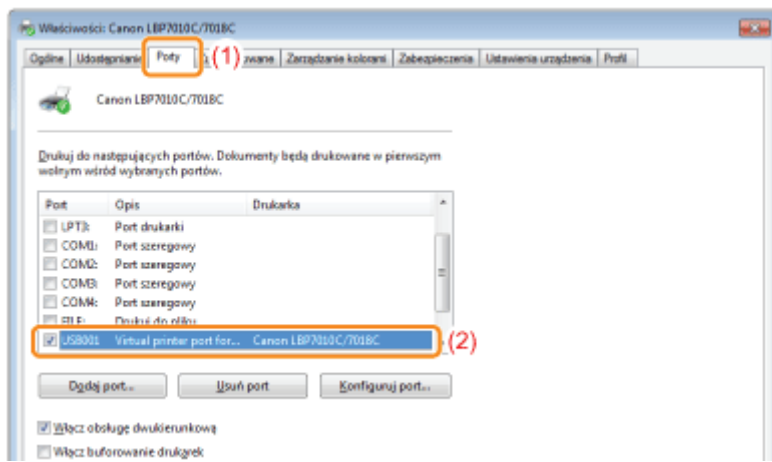 Właściwości: Canon LBP7010C/7018C
Ogólne Udostępnianie Porty (1) wane Zarządzanie kolorami Zabezpieczenia Ustawienia urządzenia Profil
Canon LBP7010C/7018C
Drukuj do następujących portów. Dokumenty będą drukowane w pierwszym
wolnym wśród wybranych portów.
Port Opis Drukarka
LPT3: Port drukarki
COM1: Port szeregowy
COM2: Port szeregowy
COM3: Port szeregowy
COM4: Port szeregowy
FILE: Drukuj do pliku
USB001 Virtual printer port for... Canon LBP7010C/7018C (2)
Dodaj port... Usuń port Konfiguruj port...
Włącz obsługę dwukierunkową
Włącz buforowanie drukarek